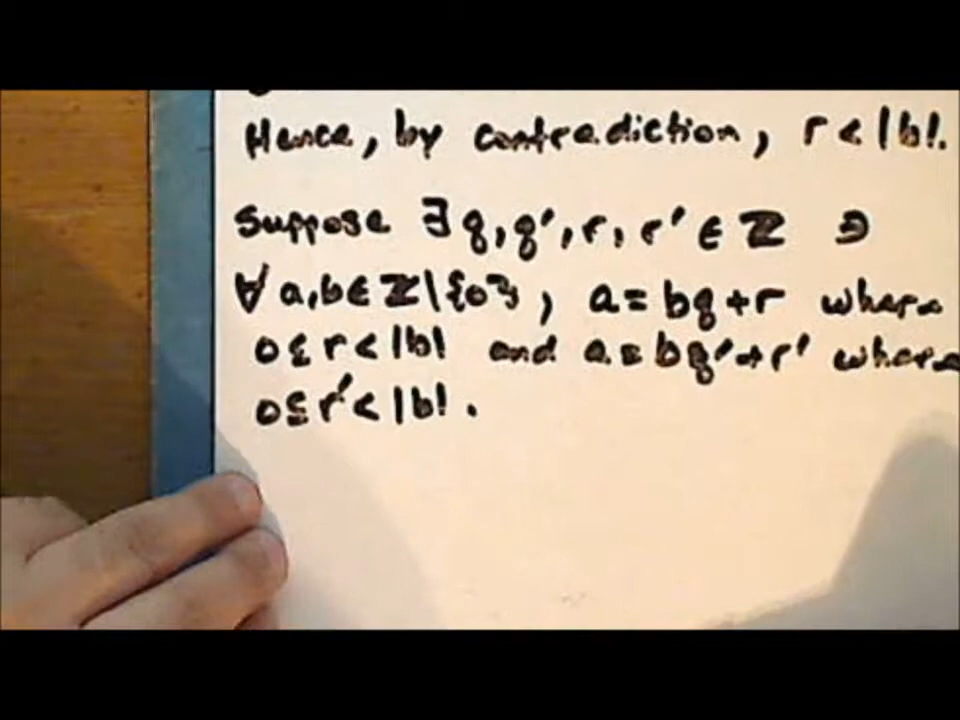 Hence, by contradiction, r < |b|.
Suppose ∃ q, q', r, r' ∈ ℤ ∋
∀ a, b ∈ ℤ \ {0}, a = bq + r where
0 ≤ r < |b| and a = bq' + r' where
0 ≤ r' < |b|.